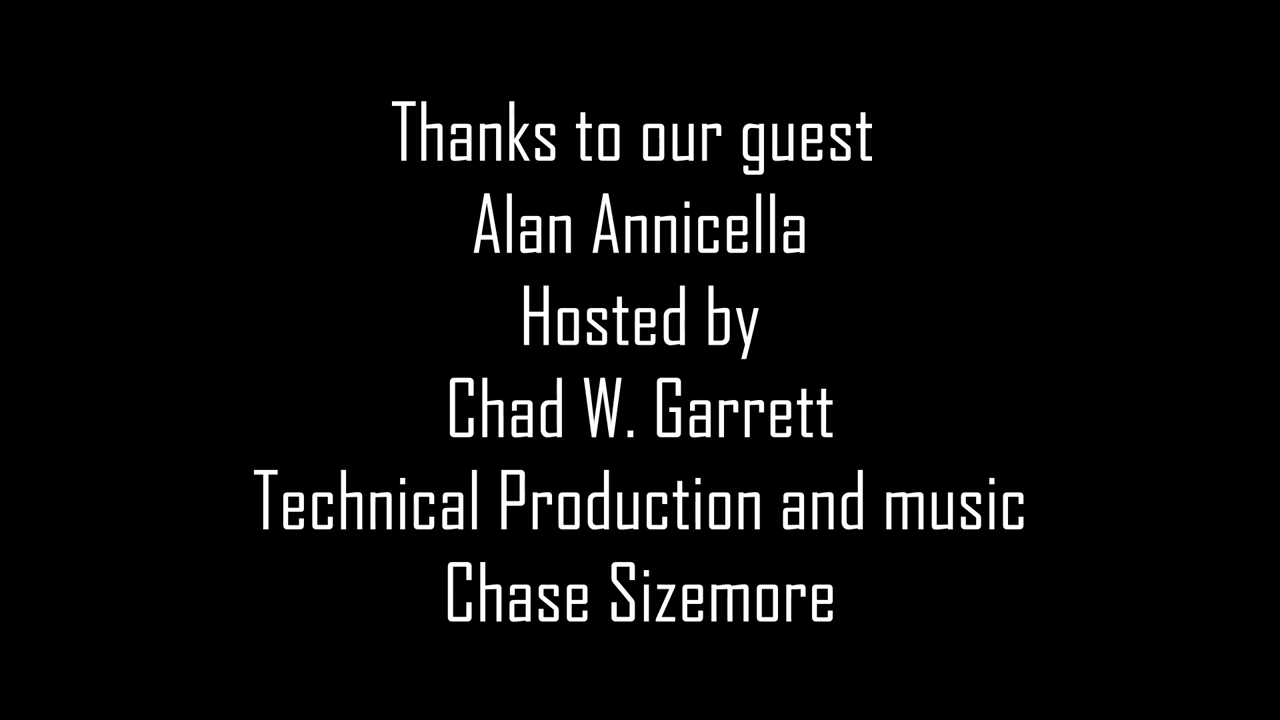 Thanks to our guest
Alan Annicella
Hosted by
Chad W. Garrett
Technical Production and music
Chase Sizemore